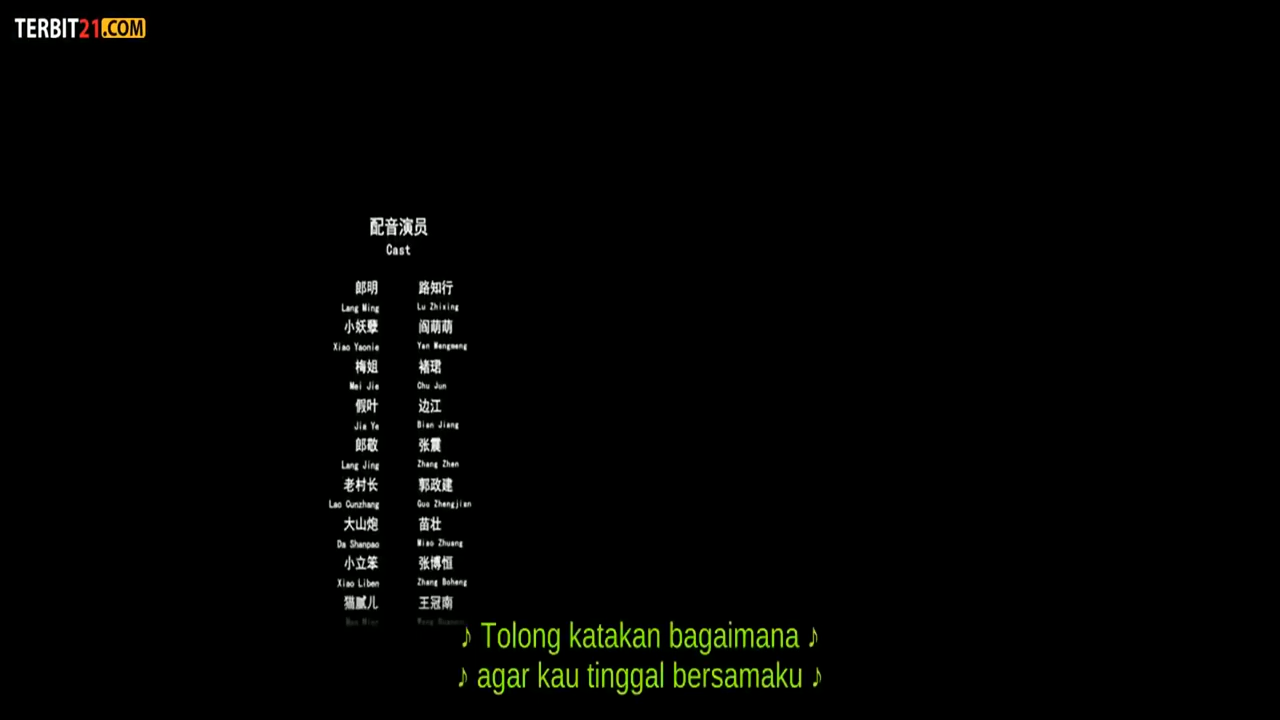 TERBIT21.COM
配音演员
Cast
郎明 路知行
Lang Ming Lu Zhixing
小妖孽 阎萌萌
Xiao Yaonie Yan Mengmeng
梅姐 褚珺
Mei Jie Chu Jun
假叶 边江
Jia Ye Bian Jiang
郎敬 张震
Lang Jing Zhang Zhen
老村长 郭政建
Lao Cunzhang Guo Zhengjian
大山炮 苗壮
Da Shanpao Miao Zhuang
小立笨 张博恒
Xiao Liben Zhang Boheng
猫腻儿 王冠南
♪ Tolong katakan bagaimana ♪
♪ agar kau tinggal bersamaku ♪